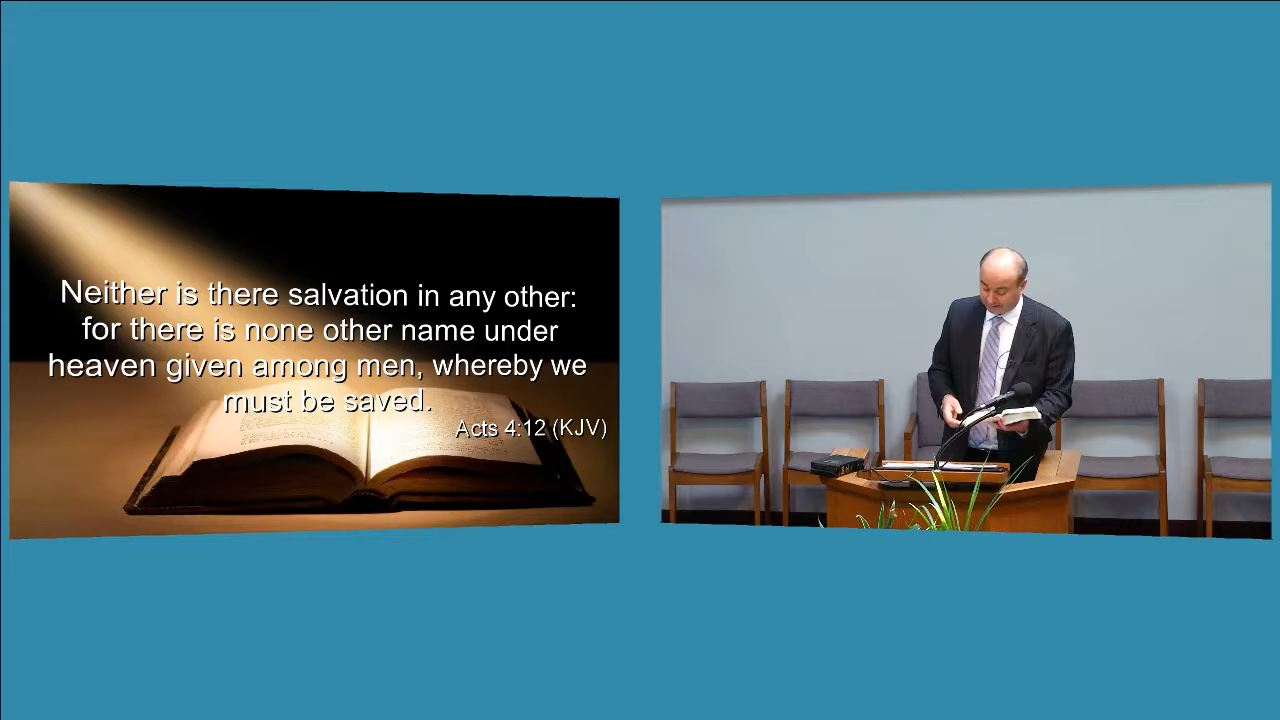 Neither is there salvation in any other:
for there is none other name under
heaven given among men, whereby we
must be saved.
Acts 4:12 (KJV)